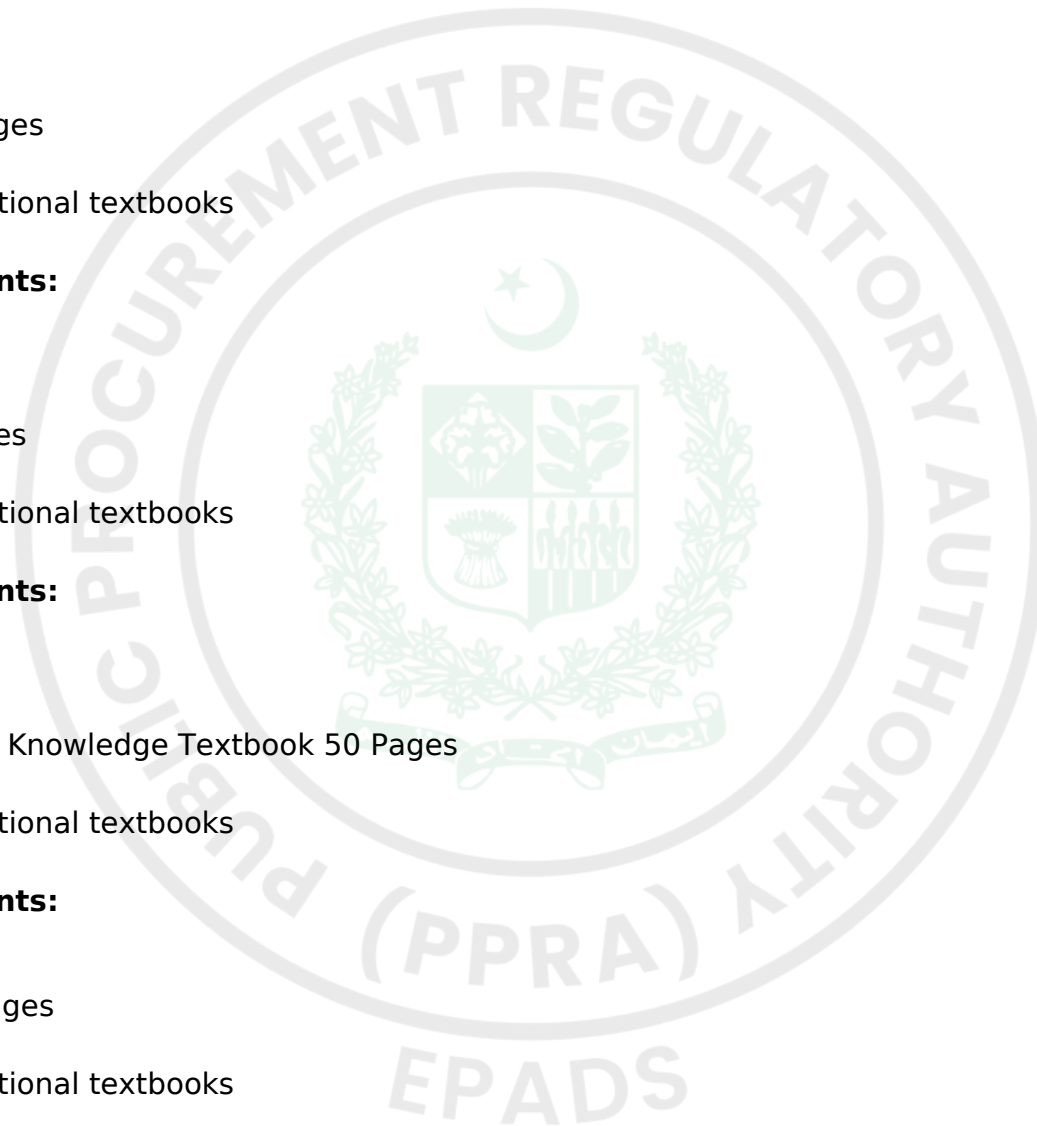 ges
tional textbooks
nts:
es
tional textbooks
nts:
Knowledge Textbook 50 Pages
tional textbooks
nts:
ges
tional textbooks
PUBLIC PROCUREMENT REGULATORY AUTHORITY
(PPRA)
EPADS